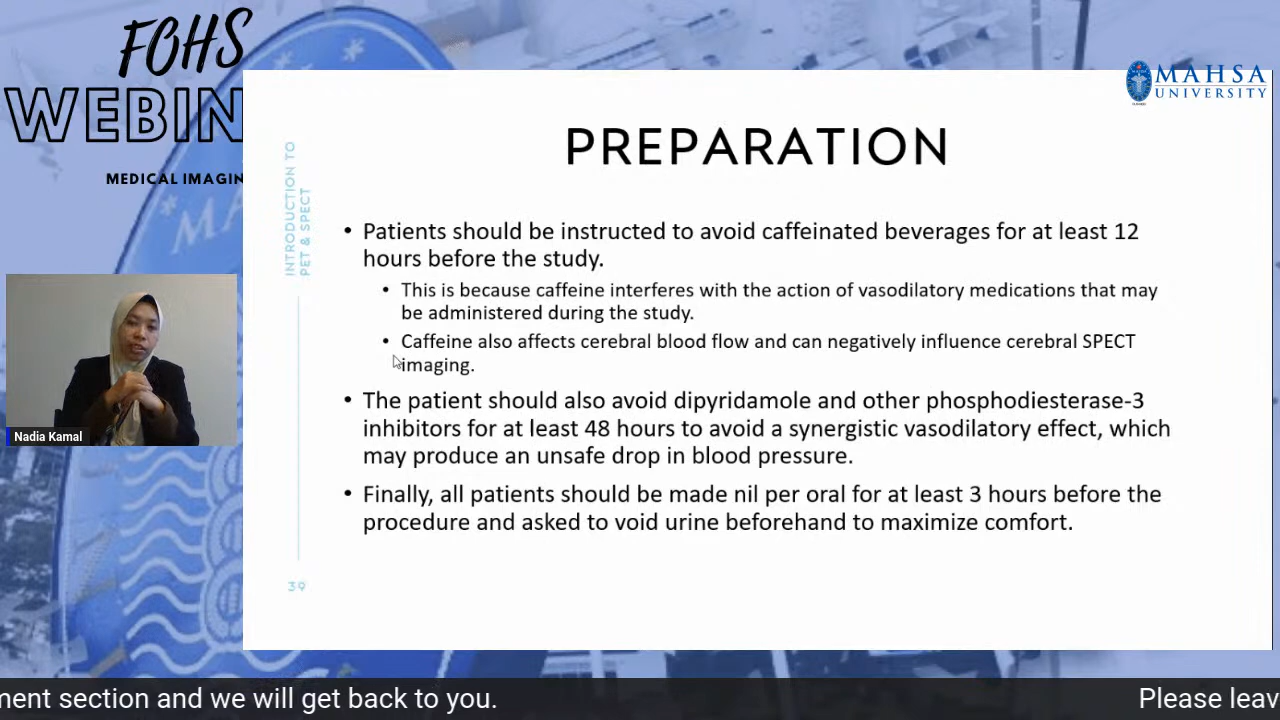 FOHS
WEBIN
MEDICAL IMAGIN
MAHSA
UNIVERSITY
INTRODUCTION TO
PET & SPECT
PREPARATION
• Patients should be instructed to avoid caffeinated beverages for at least 12
hours before the study.
• This is because caffeine interferes with the action of vasodilatory medications that may
be administered during the study.
• Caffeine also affects cerebral blood flow and can negatively influence cerebral SPECT
imaging.
• The patient should also avoid dipyridamole and other phosphodiesterase-3
inhibitors for at least 48 hours to avoid a synergistic vasodilatory effect, which
may produce an unsafe drop in blood pressure.
• Finally, all patients should be made nil per oral for at least 3 hours before the
procedure and asked to void urine beforehand to maximize comfort.
39
Nadia Kamal
ment section and we will get back to you.
Please leav